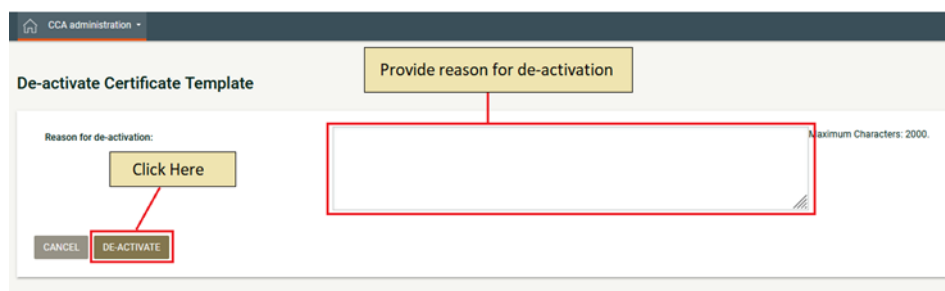 CCA administration
Provide reason for de-activation
De-activate Certificate Template
Reason for de-activation:
Maximum Characters: 2000.
Click Here
CANCEL
DE-ACTIVATE